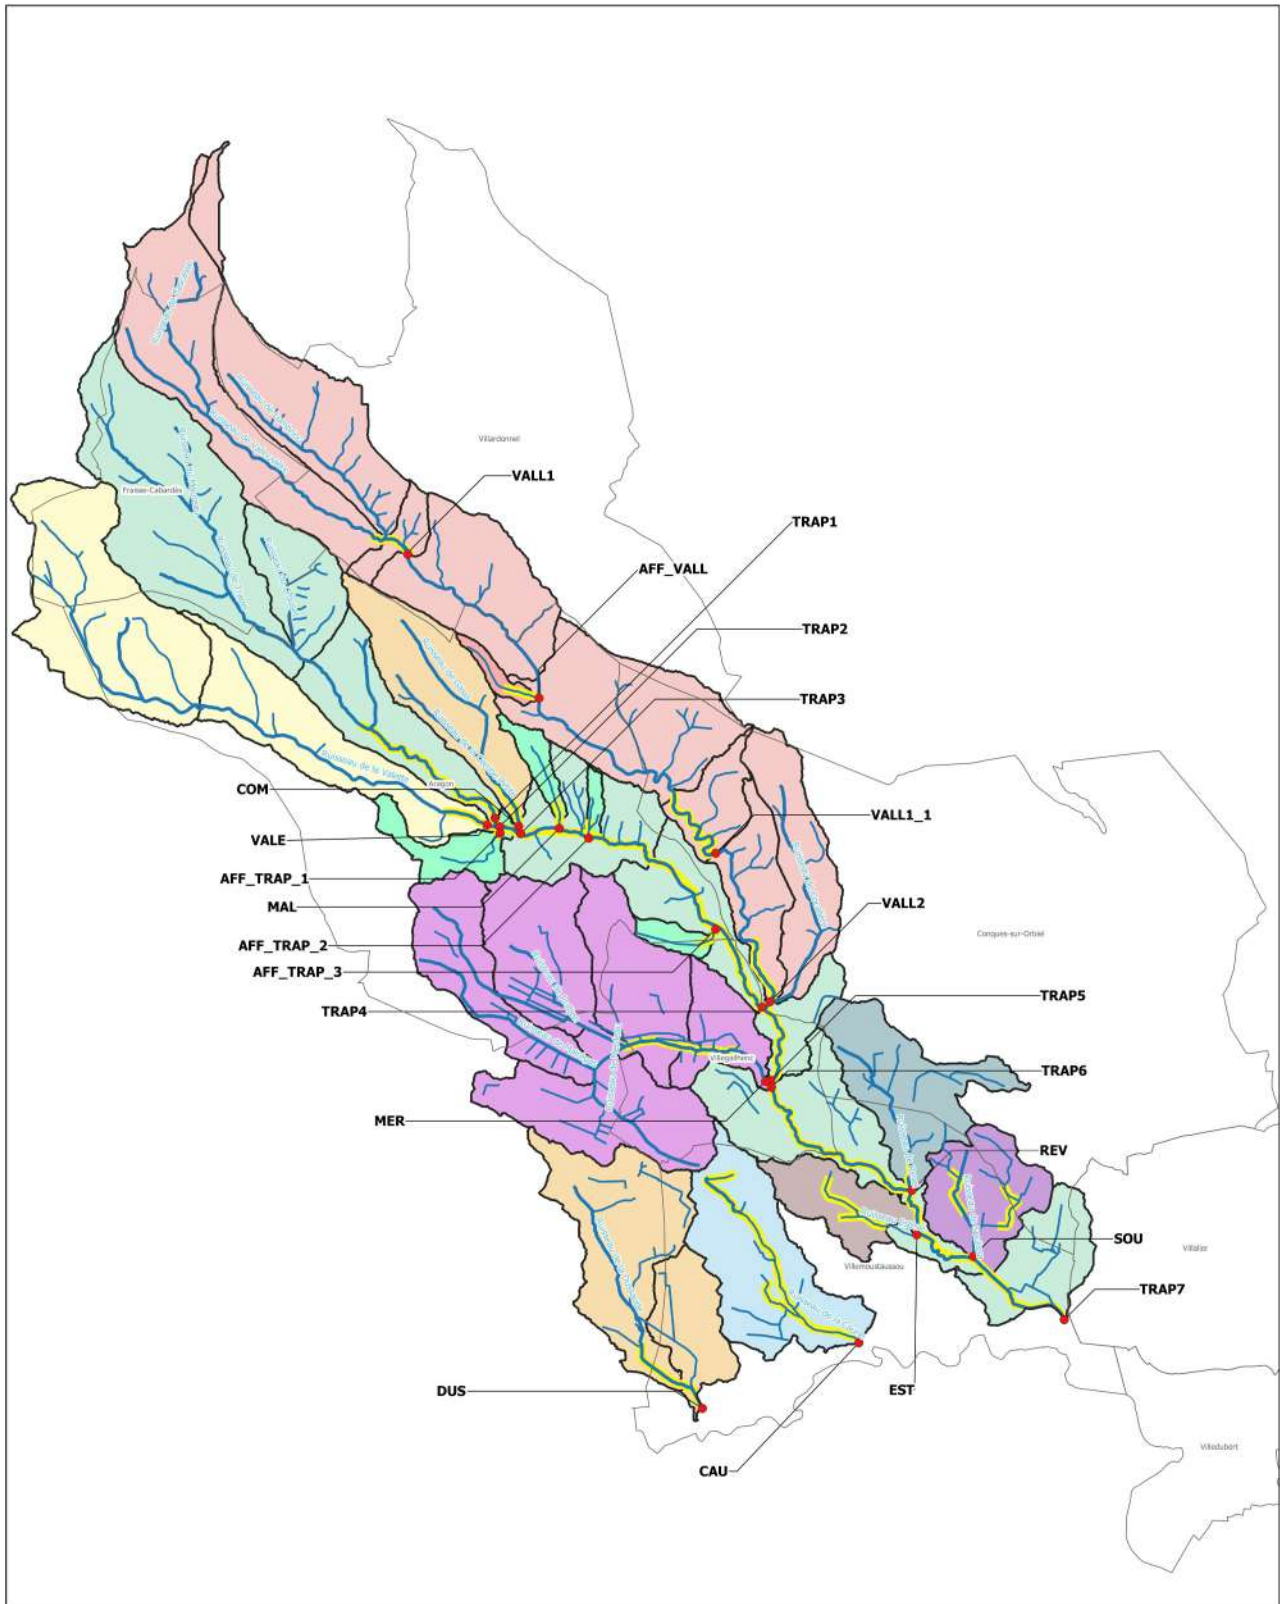 Villardonnel
VALL1
Fraisse-Cabardès
TRAP1
AFF_VALL
TRAP2
TRAP3
Ruisseau de la Valette
Aragon
COM
VALL1_1
VALE
AFF_TRAP_1
VALL2
MAL
Conques-sur-Orbiel
AFF_TRAP_2
AFF_TRAP_3
TRAP5
TRAP4
Villegailhenc
TRAP6
MER
REV
SOU
Villalier
Villemoustaussou
TRAP7
DUS
EST
Villedubert
CAU